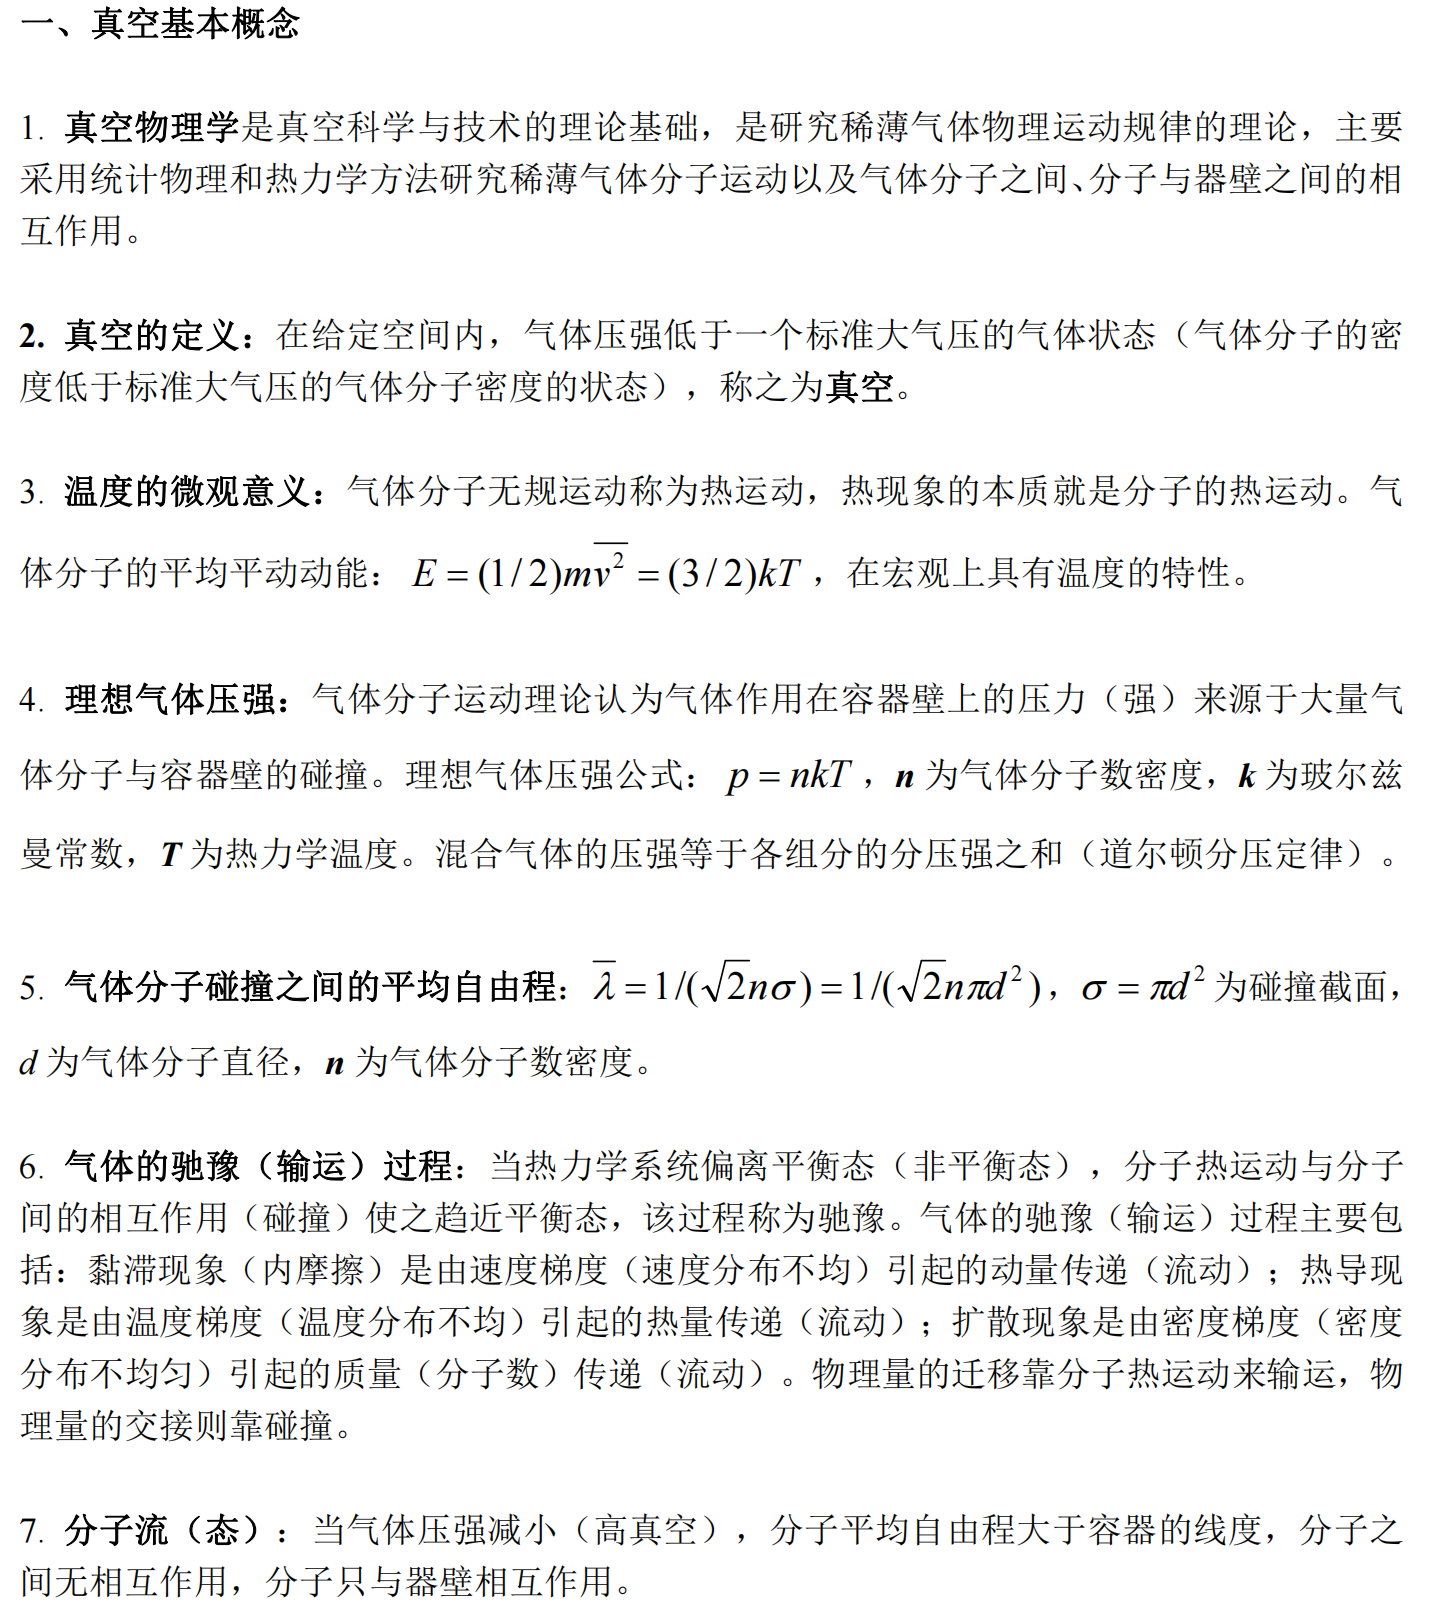 一、真空基本概念
1. 真空物理学是真空科学与技术的理论基础，是研究稀薄气体物理运动规律的理论，主要
采用统计物理和热力学方法研究稀薄气体分子运动以及气体分子之间、分子与器壁之间的相
互作用。
2. 真空的定义：在给定空间内，气体压强低于一个标准大气压的气体状态（气体分子的密
度低于标准大气压的气体分子密度的状态），称之为真空。
3. 温度的微观意义：气体分子无规运动称为热运动，热现象的本质就是分子的热运动。气
体分子的平均平动动能： $E=(1/2)m\overline{v^2}=(3/2)kT$ ，在宏观上具有温度的特性。
4. 理想气体压强：气体分子运动理论认为气体作用在容器壁上的压力（强）来源于大量气
体分子与容器壁的碰撞。理想气体压强公式： $p=nkT$ ，n 为气体分子数密度，k 为玻尔兹
曼常数，T 为热力学温度。混合气体的压强等于各组分的分压强之和（道尔顿分压定律）。
5. 气体分子碰撞之间的平均自由程： $\overline{\lambda}=1/(\sqrt{2}n\sigma)=1/(\sqrt{2}n\pi d^2)$，$\sigma=\pi d^2$ 为碰撞截面，
d 为气体分子直径，n 为气体分子数密度。
6. 气体的驰豫（输运）过程：当热力学系统偏离平衡态（非平衡态），分子热运动与分子
间的相互作用（碰撞）使之趋近平衡态，该过程称为驰豫。气体的驰豫（输运）过程主要包
括：黏滞现象（内摩擦）是由速度梯度（速度分布不均）引起的动量传递（流动）；热导现
象是由温度梯度（温度分布不均）引起的热量传递（流动）；扩散现象是由密度梯度（密度
分布不均匀）引起的质量（分子数）传递（流动）。物理量的迁移靠分子热运动来输运，物
理量的交接则靠碰撞。
7. 分子流（态）：当气体压强减小（高真空），分子平均自由程大于容器的线度，分子之
间无相互作用，分子只与器壁相互作用。